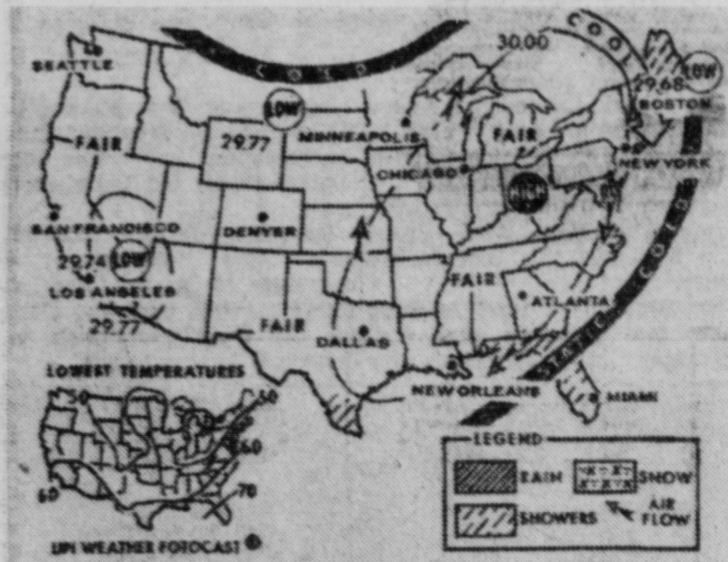 COOL
30.00
SEATTLE
COLD
LOW
29.68
BOSTON
LOW
MINNEAPOLIS
FAIR
FAIR
29.77
NEW YORK
CHICAGO
HIGH
SAN FRANCISCO
DENVER
COLD
29.74
LOW
LOS ANGELES
FAIR
ATLANTA
29.77
FAIR
DALLAS
STATIC
LOWEST TEMPERATURES
NEW ORLEANS
MIAMI
50
50
60
60
70
LEGEND
RAIN
SNOW
SHOWERS
AIR
FLOW
UPI WEATHER FOTOCAST